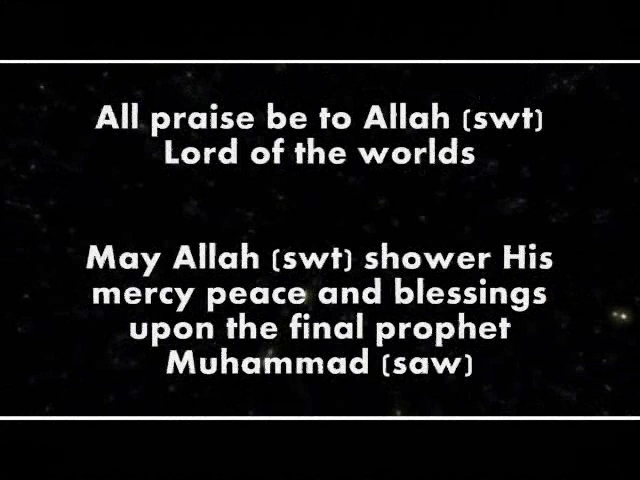 All praise be to Allah (swt)
Lord of the worlds
May Allah (swt) shower His
mercy peace and blessings
upon the final prophet
Muhammad (saw)